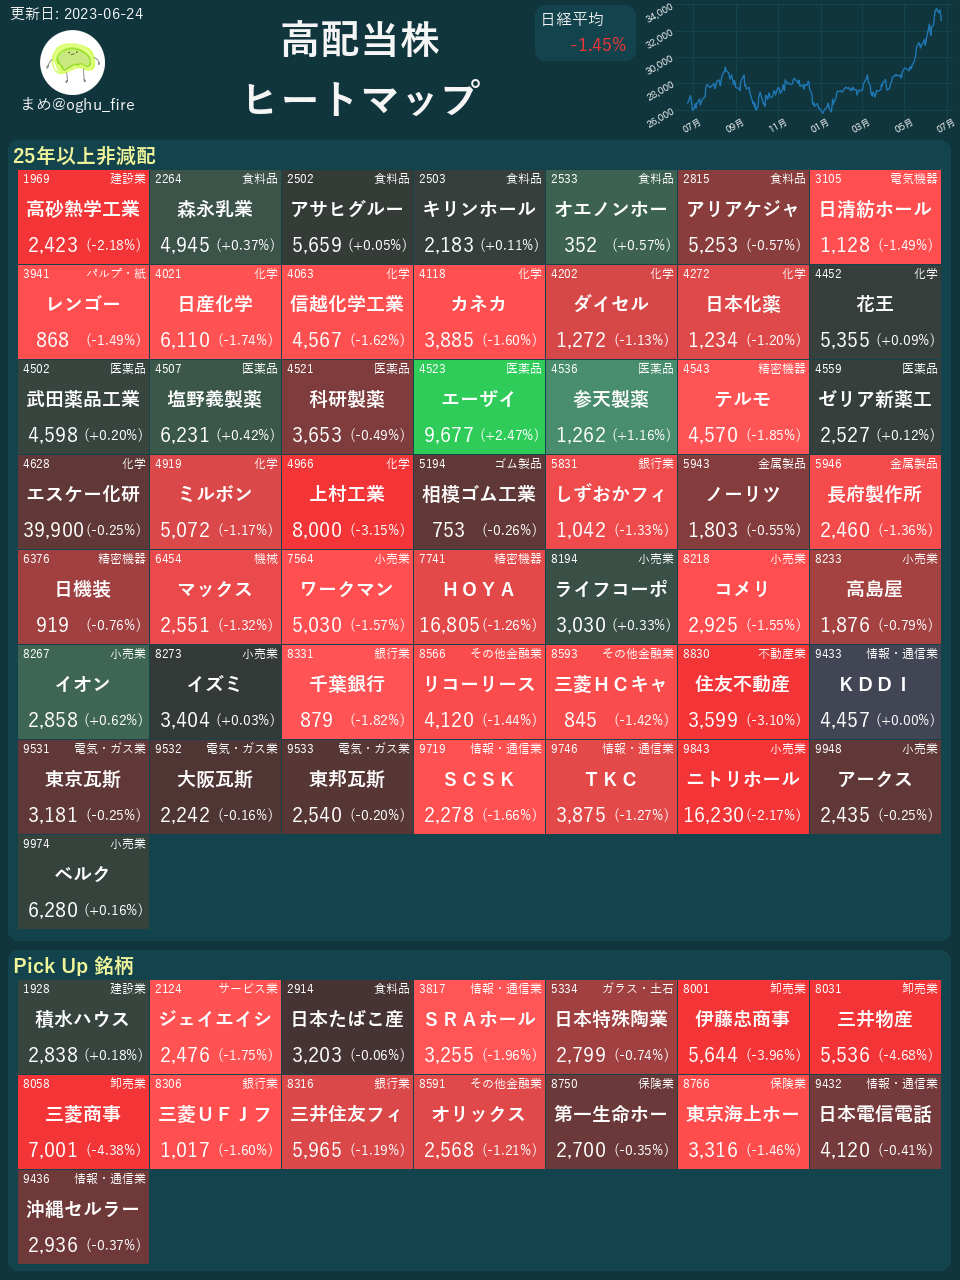 更新日: 2023-06-24
まめ@oghu_fire
高配当株
ヒートマップ
日経平均
-1.45%
34,000
32,000
30,000
28,000
26,000
07月 09月 11月 01月 03月 05月 07月
25年以上非減配
1969 建設業 2264 食料品 2502 食料品 2503 食料品 2533 食料品 2815 食料品 3105 電気機器
高砂熱学工業 森永乳業 アサヒグルー キリンホール オエノンホー アリアケジャ 日清紡ホール
2,423 (-2.18%) 4,945 (+0.37%) 5,659 (+0.05%) 2,183 (+0.11%) 352 (+0.57%) 5,253 (-0.57%) 1,128 (-1.49%)
3941 パルプ・紙 4021 化学 4063 化学 4118 化学 4202 化学 4272 化学 4452 化学
レンゴー 日産化学 信越化学工業 カネカ ダイセル 日本化薬 花王
868 (-1.49%) 6,110 (-1.74%) 4,567 (-1.62%) 3,885 (-1.60%) 1,272 (-1.13%) 1,234 (-1.20%) 5,355 (+0.09%)
4502 医薬品 4507 医薬品 4521 医薬品 4523 医薬品 4536 医薬品 4543 精密機器 4559 医薬品
武田薬品工業 塩野義製薬 科研製薬 エーザイ 参天製薬 テルモ ゼリア新薬工
4,598 (+0.20%) 6,231 (+0.42%) 3,653 (-0.49%) 9,677 (+2.47%) 1,262 (+1.16%) 4,570 (-1.85%) 2,527 (+0.12%)
4628 化学 4919 化学 4966 化学 5194 ゴム製品 5831 銀行業 5943 金属製品 5946 金属製品
エスケー化研 ミルボン 上村工業 相模ゴム工業 しずおかフィ ノーリツ 長府製作所
39,900 (-0.25%) 5,072 (-1.17%) 8,000 (-3.15%) 753 (-0.26%) 1,042 (-1.33%) 1,803 (-0.55%) 2,460 (-1.36%)
6376 精密機器 6454 機械 7564 小売業 7741 精密機器 8194 小売業 8218 小売業 8233 小売業
日機装 マックス ワークマン ＨＯＹＡ ライフコーポ コメリ 高島屋
919 (-0.76%) 2,551 (-1.32%) 5,030 (-1.57%) 16,805 (-1.26%) 3,030 (+0.33%) 2,925 (-1.55%) 1,876 (-0.79%)
8267 小売業 8273 小売業 8331 銀行業 8566 その他金融業 8593 その他金融業 8830 不動産業 9433 情報・通信業
イオン イズミ 千葉銀行 リコーリース 三菱ＨＣキャ 住友不動産 ＫＤＤＩ
2,858 (+0.62%) 3,404 (+0.03%) 879 (-1.82%) 4,120 (-1.44%) 845 (-1.42%) 3,599 (-3.10%) 4,457 (+0.00%)
9531 電気・ガス業 9532 電気・ガス業 9533 電気・ガス業 9719 情報・通信業 9746 情報・通信業 9843 小売業 9948 小売業
東京瓦斯 大阪瓦斯 東邦瓦斯 ＳＣＳＫ ＴＫＣ ニトリホール アークス
3,181 (-0.25%) 2,242 (-0.16%) 2,540 (-0.20%) 2,278 (-1.66%) 3,875 (-1.27%) 16,230 (-2.17%) 2,435 (-0.25%)
9974 小売業
ベルク
6,280 (+0.16%)
Pick Up 銘柄
1928 建設業 2124 サービス業 2914 食料品 3817 情報・通信業 5334 ガラス・土石 8001 卸売業 8031 卸売業
積水ハウス ジェイエイシ 日本たばこ産 ＳＲＡホール 日本特殊陶業 伊藤忠商事 三井物産
2,838 (+0.18%) 2,476 (-1.75%) 3,203 (-0.06%) 3,255 (-1.96%) 2,799 (-0.74%) 5,644 (-3.96%) 5,536 (-4.68%)
8058 卸売業 8306 銀行業 8316 銀行業 8591 その他金融業 8750 保険業 8766 保険業 9432 情報・通信業
三菱商事 三菱ＵＦＪフ 三井住友フィ オリックス 第一生命ホー 東京海上ホー 日本電信電話
7,001 (-4.38%) 1,017 (-1.60%) 5,965 (-1.19%) 2,568 (-1.21%) 2,700 (-0.35%) 3,316 (-1.46%) 4,120 (-0.41%)
9436 情報・通信業
沖縄セルラー
2,936 (-0.37%)